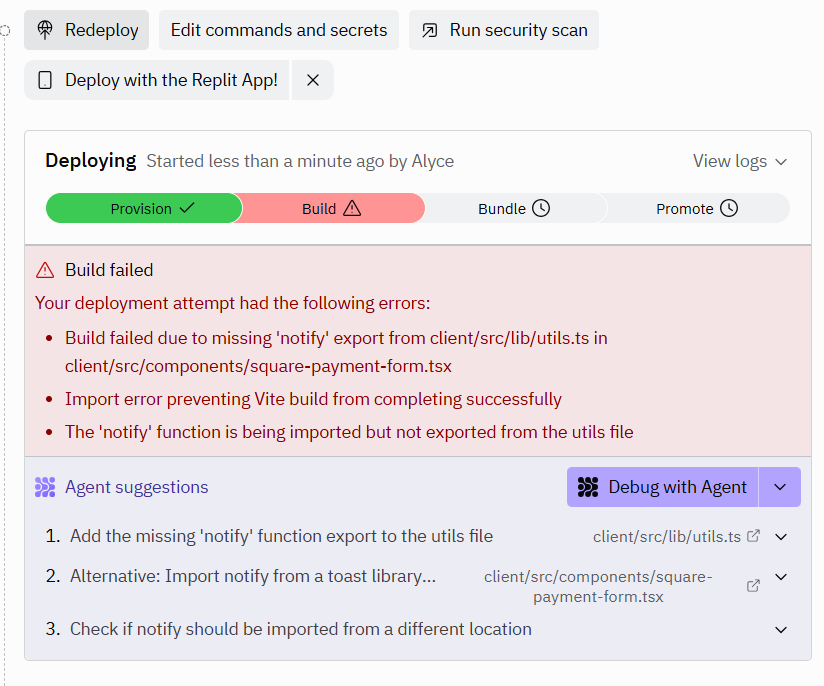 Redeploy
Edit commands and secrets
Run security scan
Deploy with the Replit App!
Deploying Started less than a minute ago by Alyce
View logs
Provision
Build
Bundle
Promote
Build failed
Your deployment attempt had the following errors:
• Build failed due to missing 'notify' export from client/src/lib/utils.ts in
client/src/components/square-payment-form.tsx
• Import error preventing Vite build from completing successfully
• The 'notify' function is being imported but not exported from the utils file
Agent suggestions
Debug with Agent
1. Add the missing 'notify' function export to the utils file
client/src/lib/utils.ts
2. Alternative: Import notify from a toast library...
client/src/components/square-
payment-form.tsx
3. Check if notify should be imported from a different location